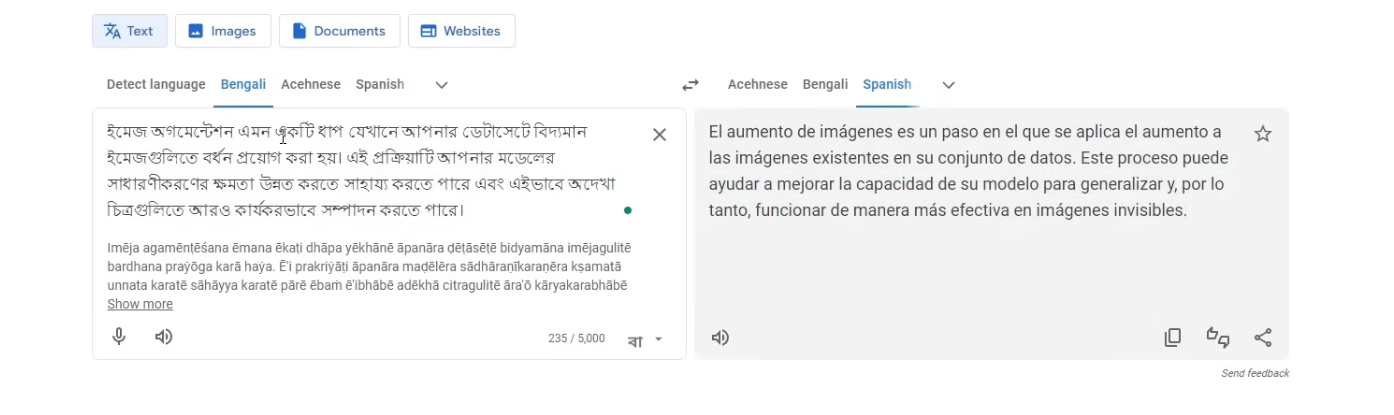 Text Images Documents Websites
Detect language Bengali Acehnese Spanish Acehnese Bengali Spanish
ইমেজ অগমেন্টেশন এমন একটি ধাপ যেখানে আপনার ডেটাসেটে বিদ্যমান
ইমেজগুলিতে বর্ধন প্রয়োগ করা হয়। এই প্রক্রিয়াটি আপনার মডেলের
সাধারণীকরণের ক্ষমতা উন্নত করতে সাহায্য করতে পারে এবং এইভাবে অদেখা
চিত্রগুলিতে আরও কার্যকরভাবে সম্পাদন করতে পারে।
Imēja agamēnṭēśana ēmana ēkaṭi dhāpa yēkhānē āpanāra ḍēṭāsēṭē bidyamāna imējagulitē
bardhana praẏōga karā haẏa. Ē'i prakriẏāṭi āpanāra maḍēlēra sādhāraṇīkaraṇēra kṣamatā
unnata karatē sāhāyya karatē pārē ēbaṁ ē'ibhābē adēkhā citragulitē āra'ō kāryakarabhābē
Show more
235 / 5,000 বা
El aumento de imágenes es un paso en el que se aplica el aumento a
las imágenes existentes en su conjunto de datos. Este proceso puede
ayudar a mejorar la capacidad de su modelo para generalizar y, por lo
tanto, funcionar de manera más efectiva en imágenes invisibles.
Send feedback